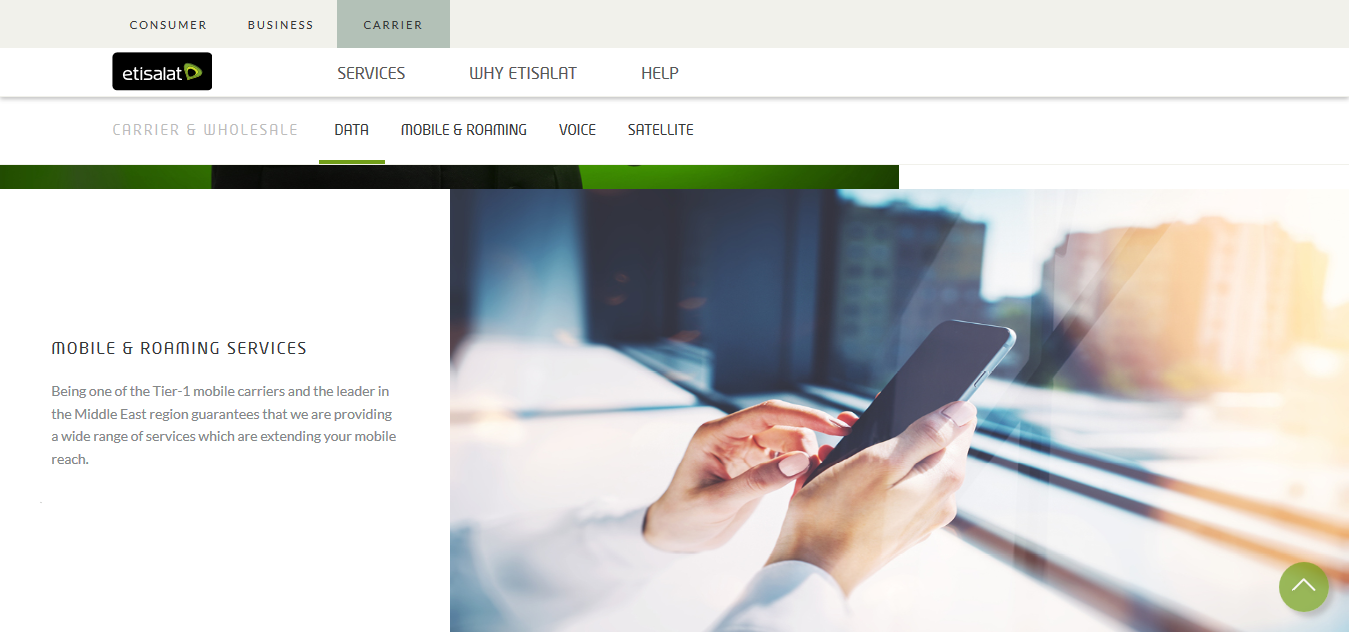 CONSUMER BUSINESS CARRIER
etisalat SERVICES WHY ETISALAT HELP
CARRIER & WHOLESALE DATA MOBILE & ROAMING VOICE SATELLITE
MOBILE & ROAMING SERVICES
Being one of the Tier-1 mobile carriers and the leader in
the Middle East region guarantees that we are providing
a wide range of services which are extending your mobile
reach.